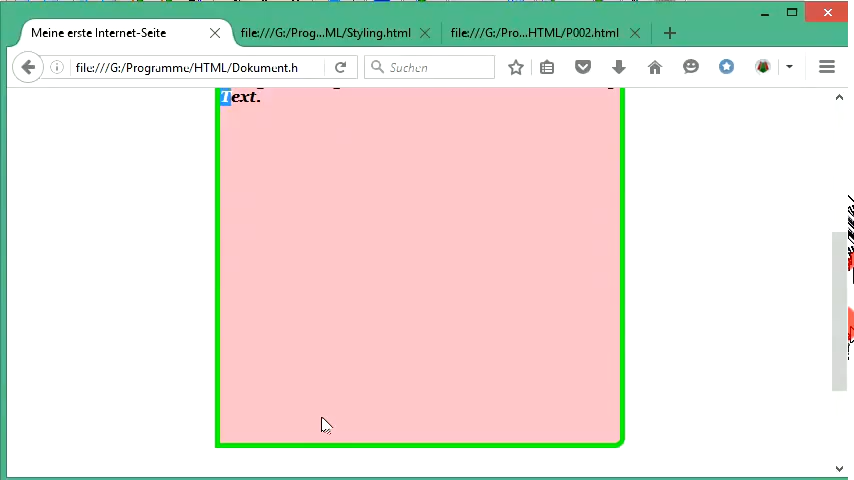 Meine erste Internet-Seite
file:///G:/Prog...ML/Styling.html
file:///G:/Pro...HTML/P002.html
file:///G:/Programme/HTML/Dokument.h
Suchen
Text.